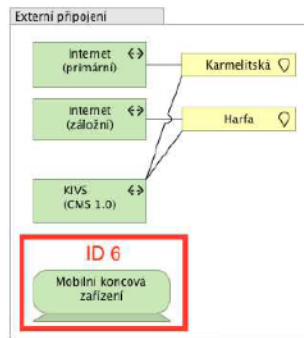 Externí připojení
Internet
(primární)
Karmelitská
Internet
(záložní)
Harfa
KIVS
(CMS 1.0)
ID 6
Mobilní koncová
zařízení